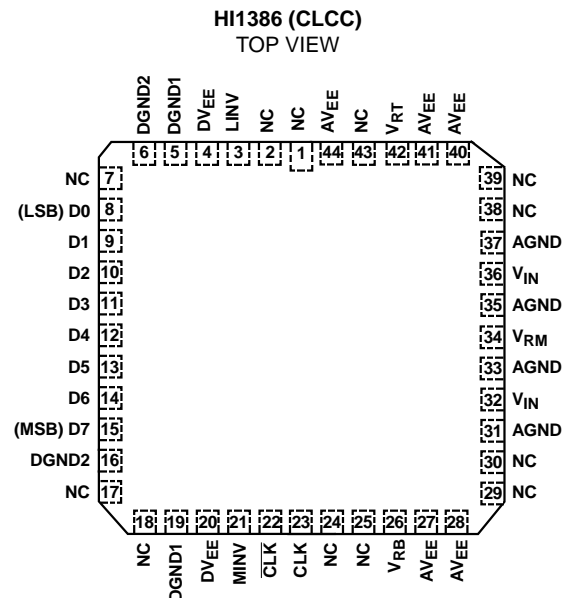 HI1386 (CLCC)
TOP VIEW
DGND2 DGND1 DVEE LINV NC NC AVEE NC VRT AVEE AVEE
6 5 4 3 2 1 44 43 42 41 40
NC 7 39 NC
(LSB) D0 8 38 NC
D1 9 37 AGND
D2 10 36 VIN
D3 11 35 AGND
D4 12 34 VRM
D5 13 33 AGND
D6 14 32 VIN
(MSB) D7 15 31 AGND
DGND2 16 30 NC
NC 17 29 NC
18 19 20 21 22 23 24 25 26 27 28
NC DGND1 DVEE MINV C̅L̅K̅ CLK NC NC VRB AVEE AVEE